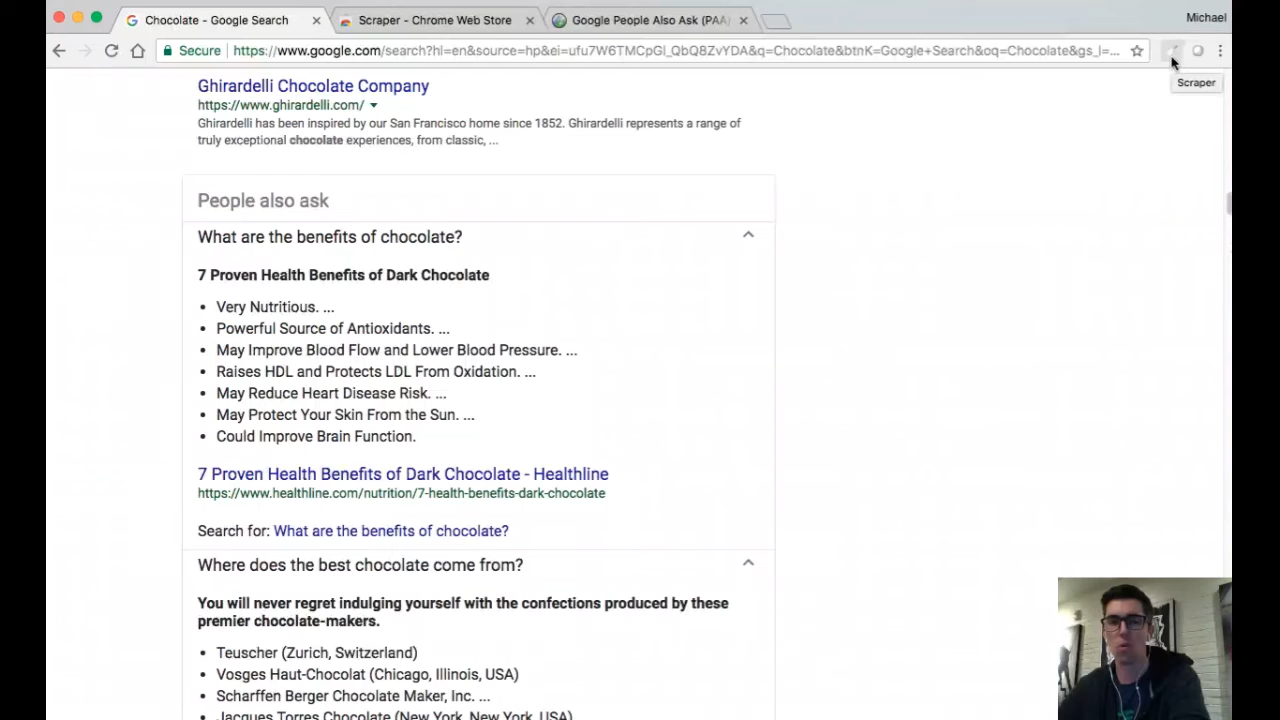 Chocolate - Google Search
Scraper - Chrome Web Store
Google People Also Ask (PAA)
Michael
Secure
https://www.google.com/search?hl=en&source=hp&ei=ufu7W6TMCpGl_QbQ8ZvYDA&q=Chocolate&btnK=Google+Search&oq=Chocolate&gs_l=...
Scraper
Ghirardelli Chocolate Company
https://www.ghirardelli.com/
Ghirardelli has been inspired by our San Francisco home since 1852. Ghirardelli represents a range of
truly exceptional chocolate experiences, from classic, ...
People also ask
What are the benefits of chocolate?
7 Proven Health Benefits of Dark Chocolate
• Very Nutritious. ...
• Powerful Source of Antioxidants. ...
• May Improve Blood Flow and Lower Blood Pressure. ...
• Raises HDL and Protects LDL From Oxidation. ...
• May Reduce Heart Disease Risk. ...
• May Protect Your Skin From the Sun. ...
• Could Improve Brain Function.
7 Proven Health Benefits of Dark Chocolate - Healthline
https://www.healthline.com/nutrition/7-health-benefits-dark-chocolate
Search for: What are the benefits of chocolate?
Where does the best chocolate come from?
You will never regret indulging yourself with the confections produced by these
premier chocolate-makers.
• Teuscher (Zurich, Switzerland)
• Vosges Haut-Chocolat (Chicago, Illinois, USA)
• Scharffen Berger Chocolate Maker, Inc. ...
• Jacques Torres Chocolate (New York, New York, USA)